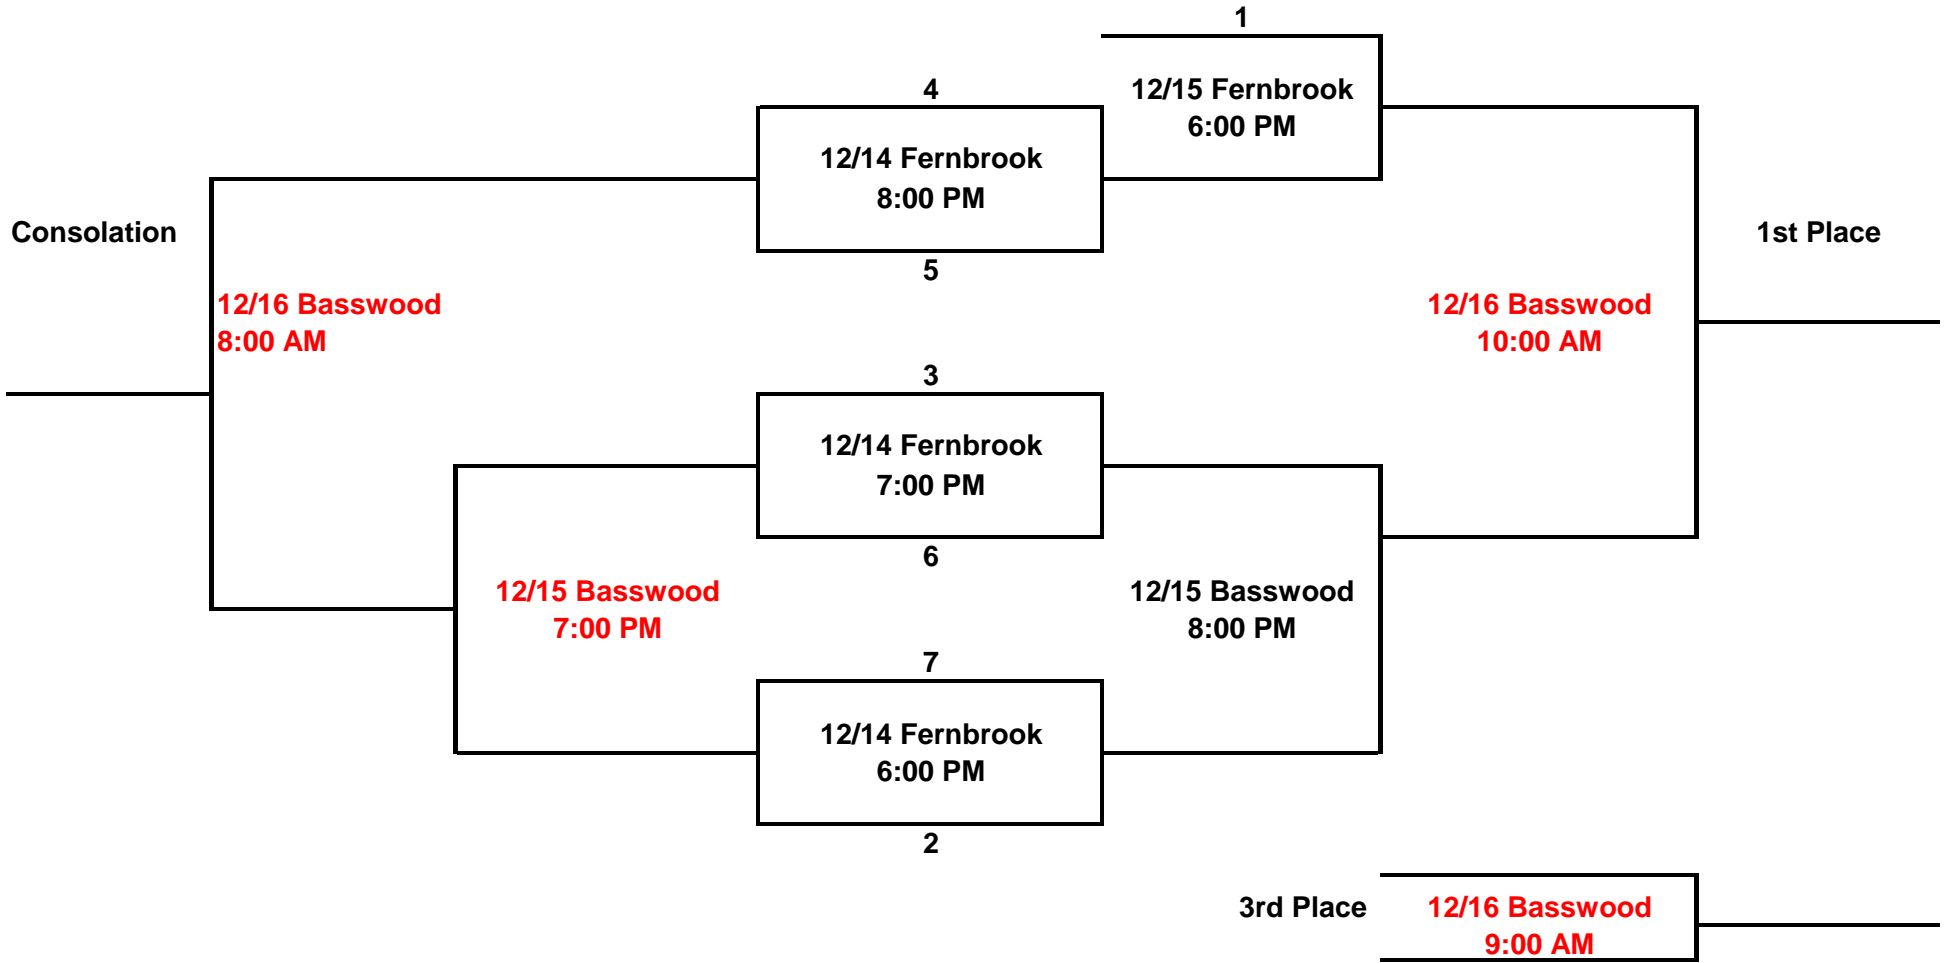 1
4
12/15 Fernbrook
6:00 PM
12/14 Fernbrook
8:00 PM
Consolation
1st Place
5
12/16 Basswood
8:00 AM
12/16 Basswood
10:00 AM
3
12/14 Fernbrook
7:00 PM
6
12/15 Basswood
7:00 PM
12/15 Basswood
8:00 PM
7
12/14 Fernbrook
6:00 PM
2
3rd Place
12/16 Basswood
9:00 AM